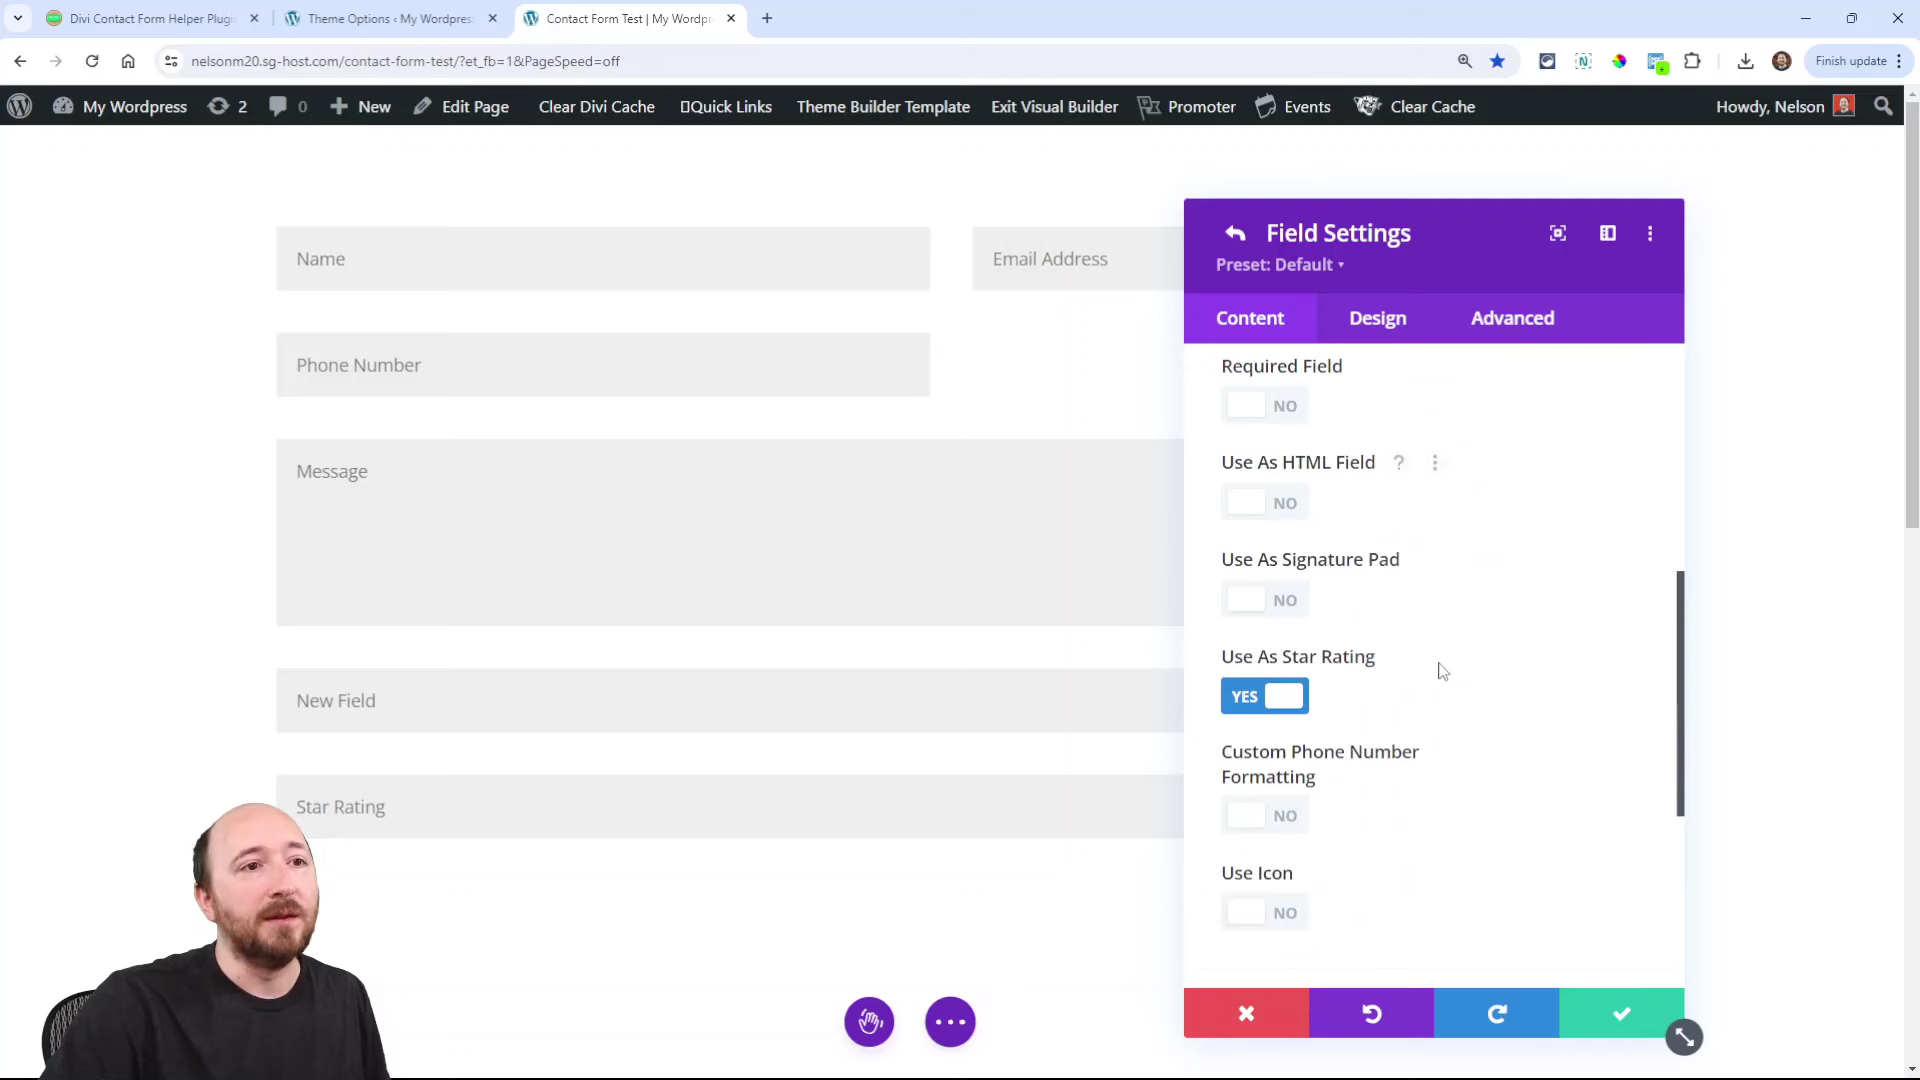 Divi Contact Form Helper Plugi
Theme Options ‹ My Wordpress
Contact Form Test | My Wordpr
nelsonm20.sg-host.com/contact-form-test/?et_fb=1&PageSpeed=off
Finish update
My Wordpress 2 0 New Edit Page Clear Divi Cache Quick Links Theme Builder Template Exit Visual Builder Promoter Events Clear Cache Howdy, Nelson
Name
Email Address
Phone Number
Message
New Field
Star Rating
Field Settings
Preset: Default
Content Design Advanced
Required Field
NO
Use As HTML Field ?
NO
Use As Signature Pad
NO
Use As Star Rating
YES
Custom Phone Number
Formatting
NO
Use Icon
NO